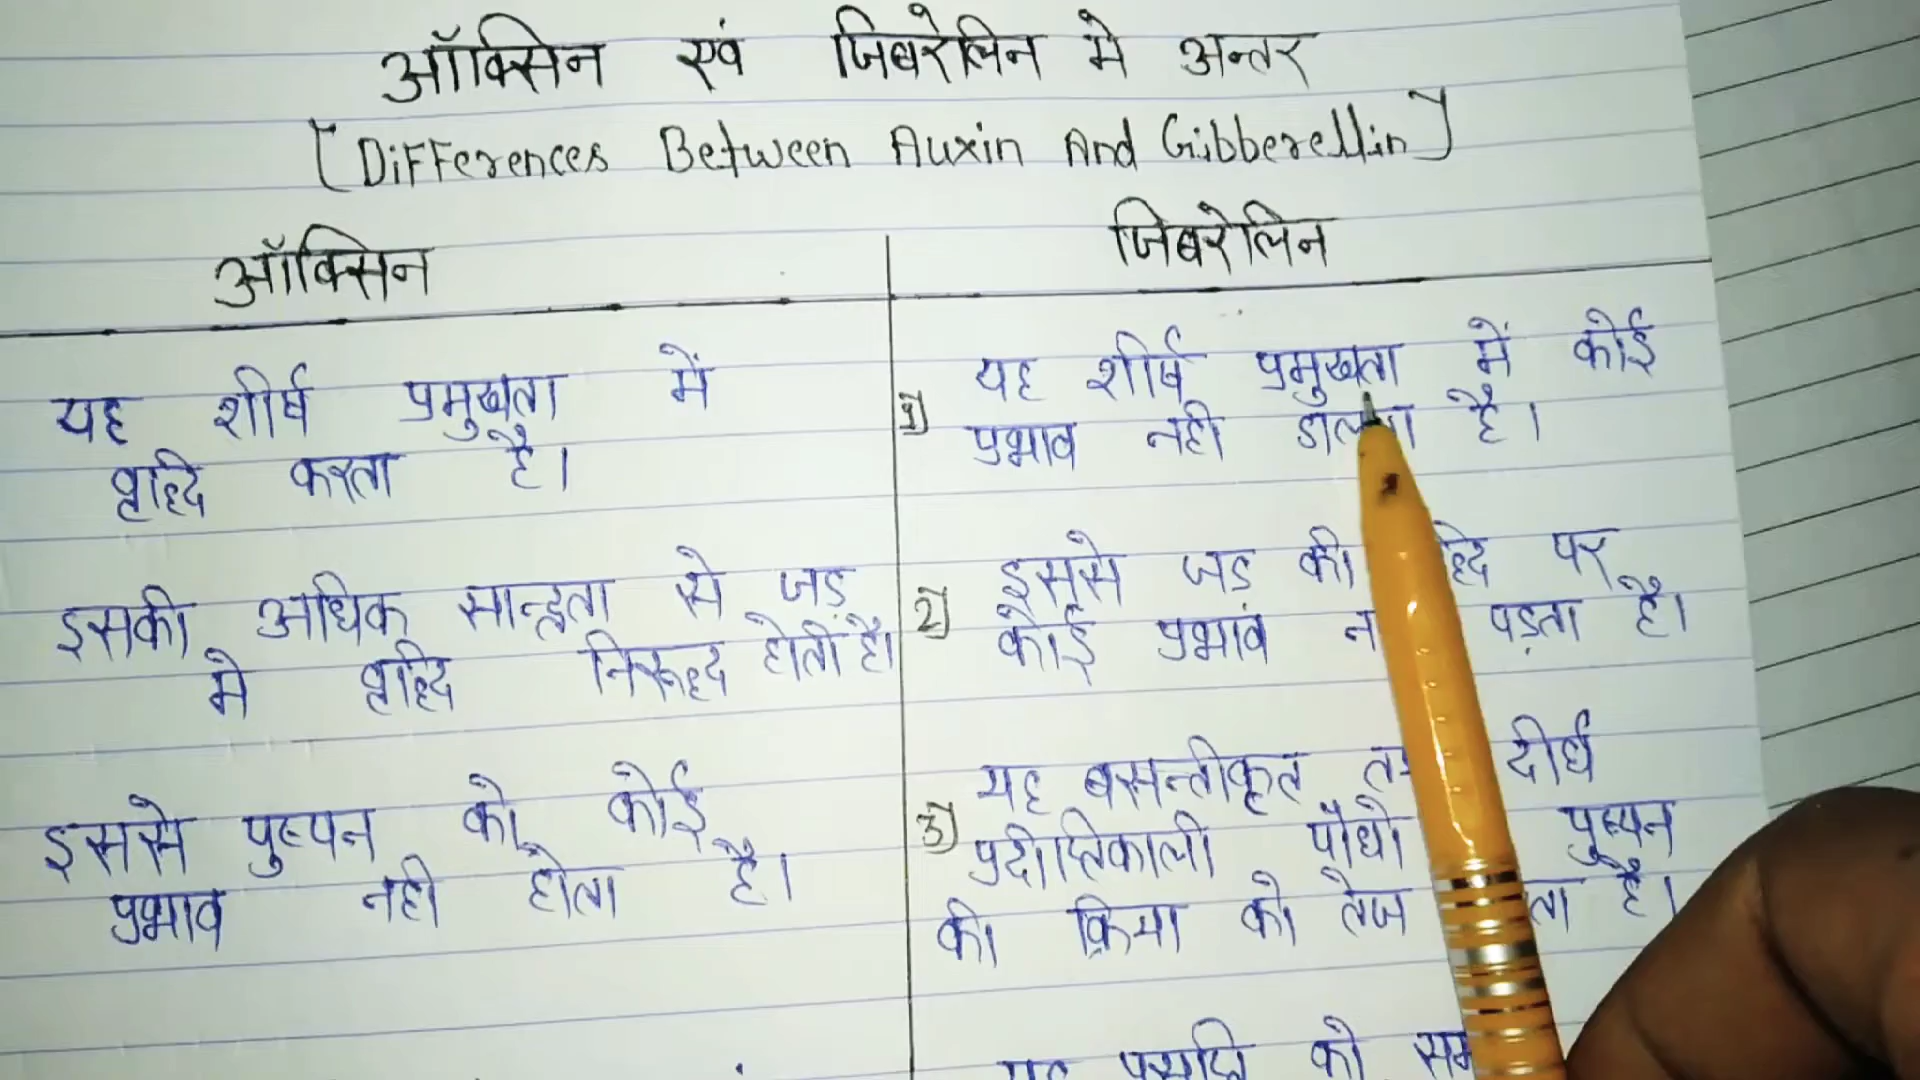 ऑक्सिन एवं जिबरेलिन मे अन्तर
[Differences Between Auxin And Gibberellin]
ऑक्सिन
यह शीर्ष प्रमुखता में
वृद्दि करता है।
इसकी अधिक सान्द्रता से जड़
मे वृद्दि निरूद्द होती है।
इससे पुष्पन को कोई
प्रभाव नही होता है।
जिबरेलिन
1) यह शीर्ष प्रमुखता में कोई
प्रभाव नही डालता है।
2) इससे जड़ की पर
कोई प्रभाव पड़ता है।
3) यह बसन्तीकृत दीर्घ
प्रदीप्तिकाली पौधो पुष्पन
की क्रिया को तेज है।
को